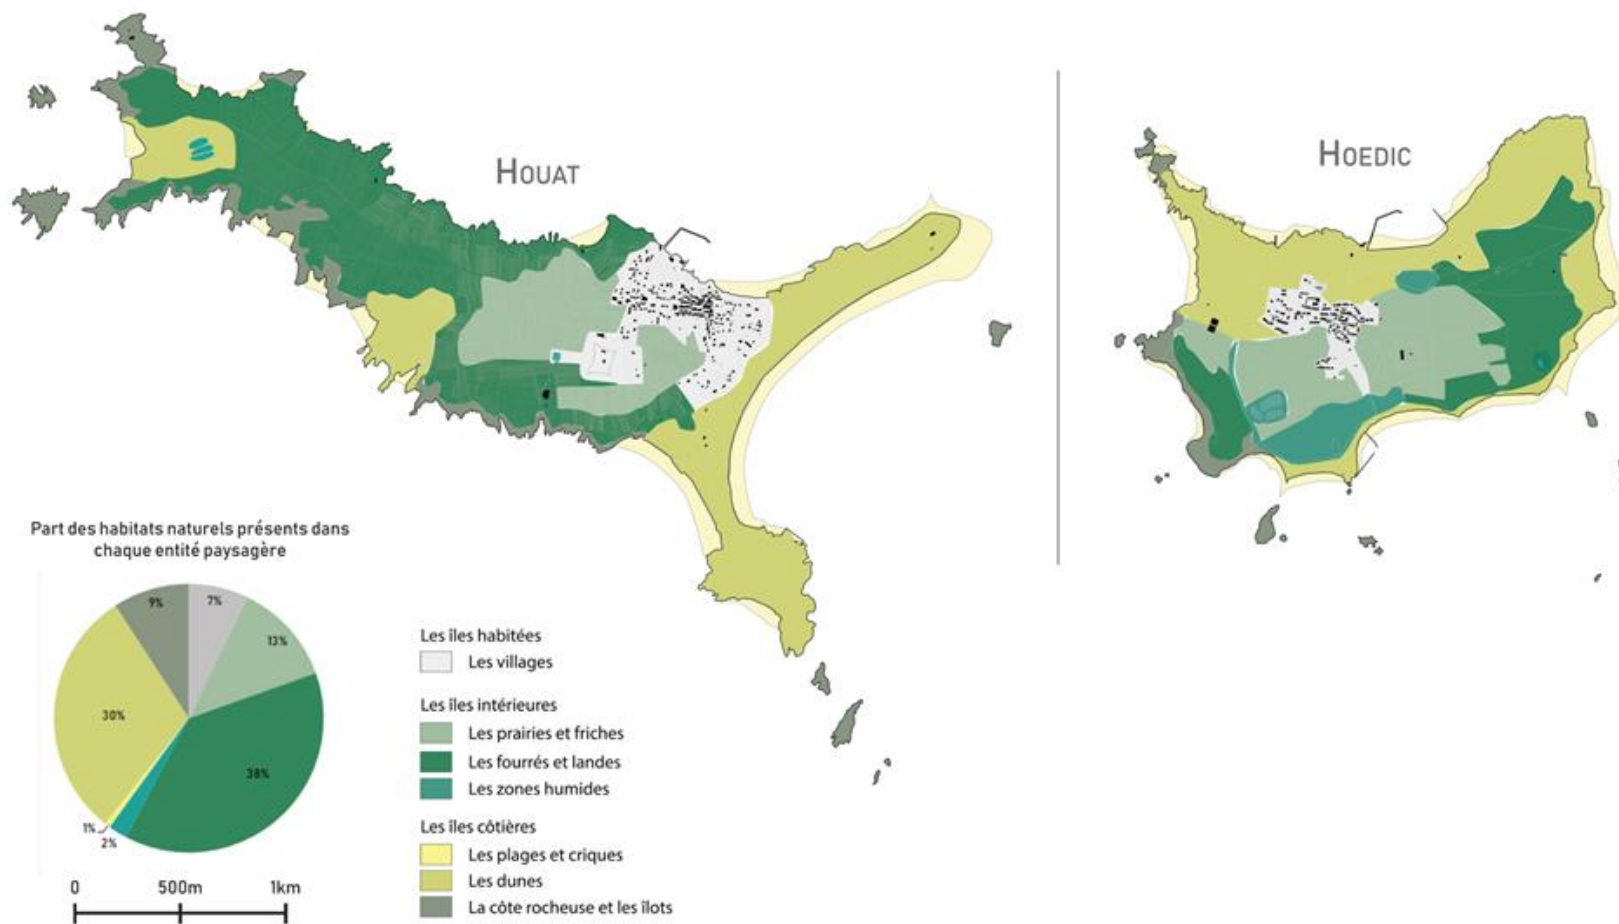 HOUAT
HOEDIC
Part des habitats naturels présents dans
chaque entité paysagère
9%
7%
13%
30%
38%
1%
2%
0 500m 1km
Les îles habitées
Les villages
Les îles intérieures
Les prairies et friches
Les fourrés et landes
Les zones humides
Les îles côtières
Les plages et criques
Les dunes
La côte rocheuse et les îlots